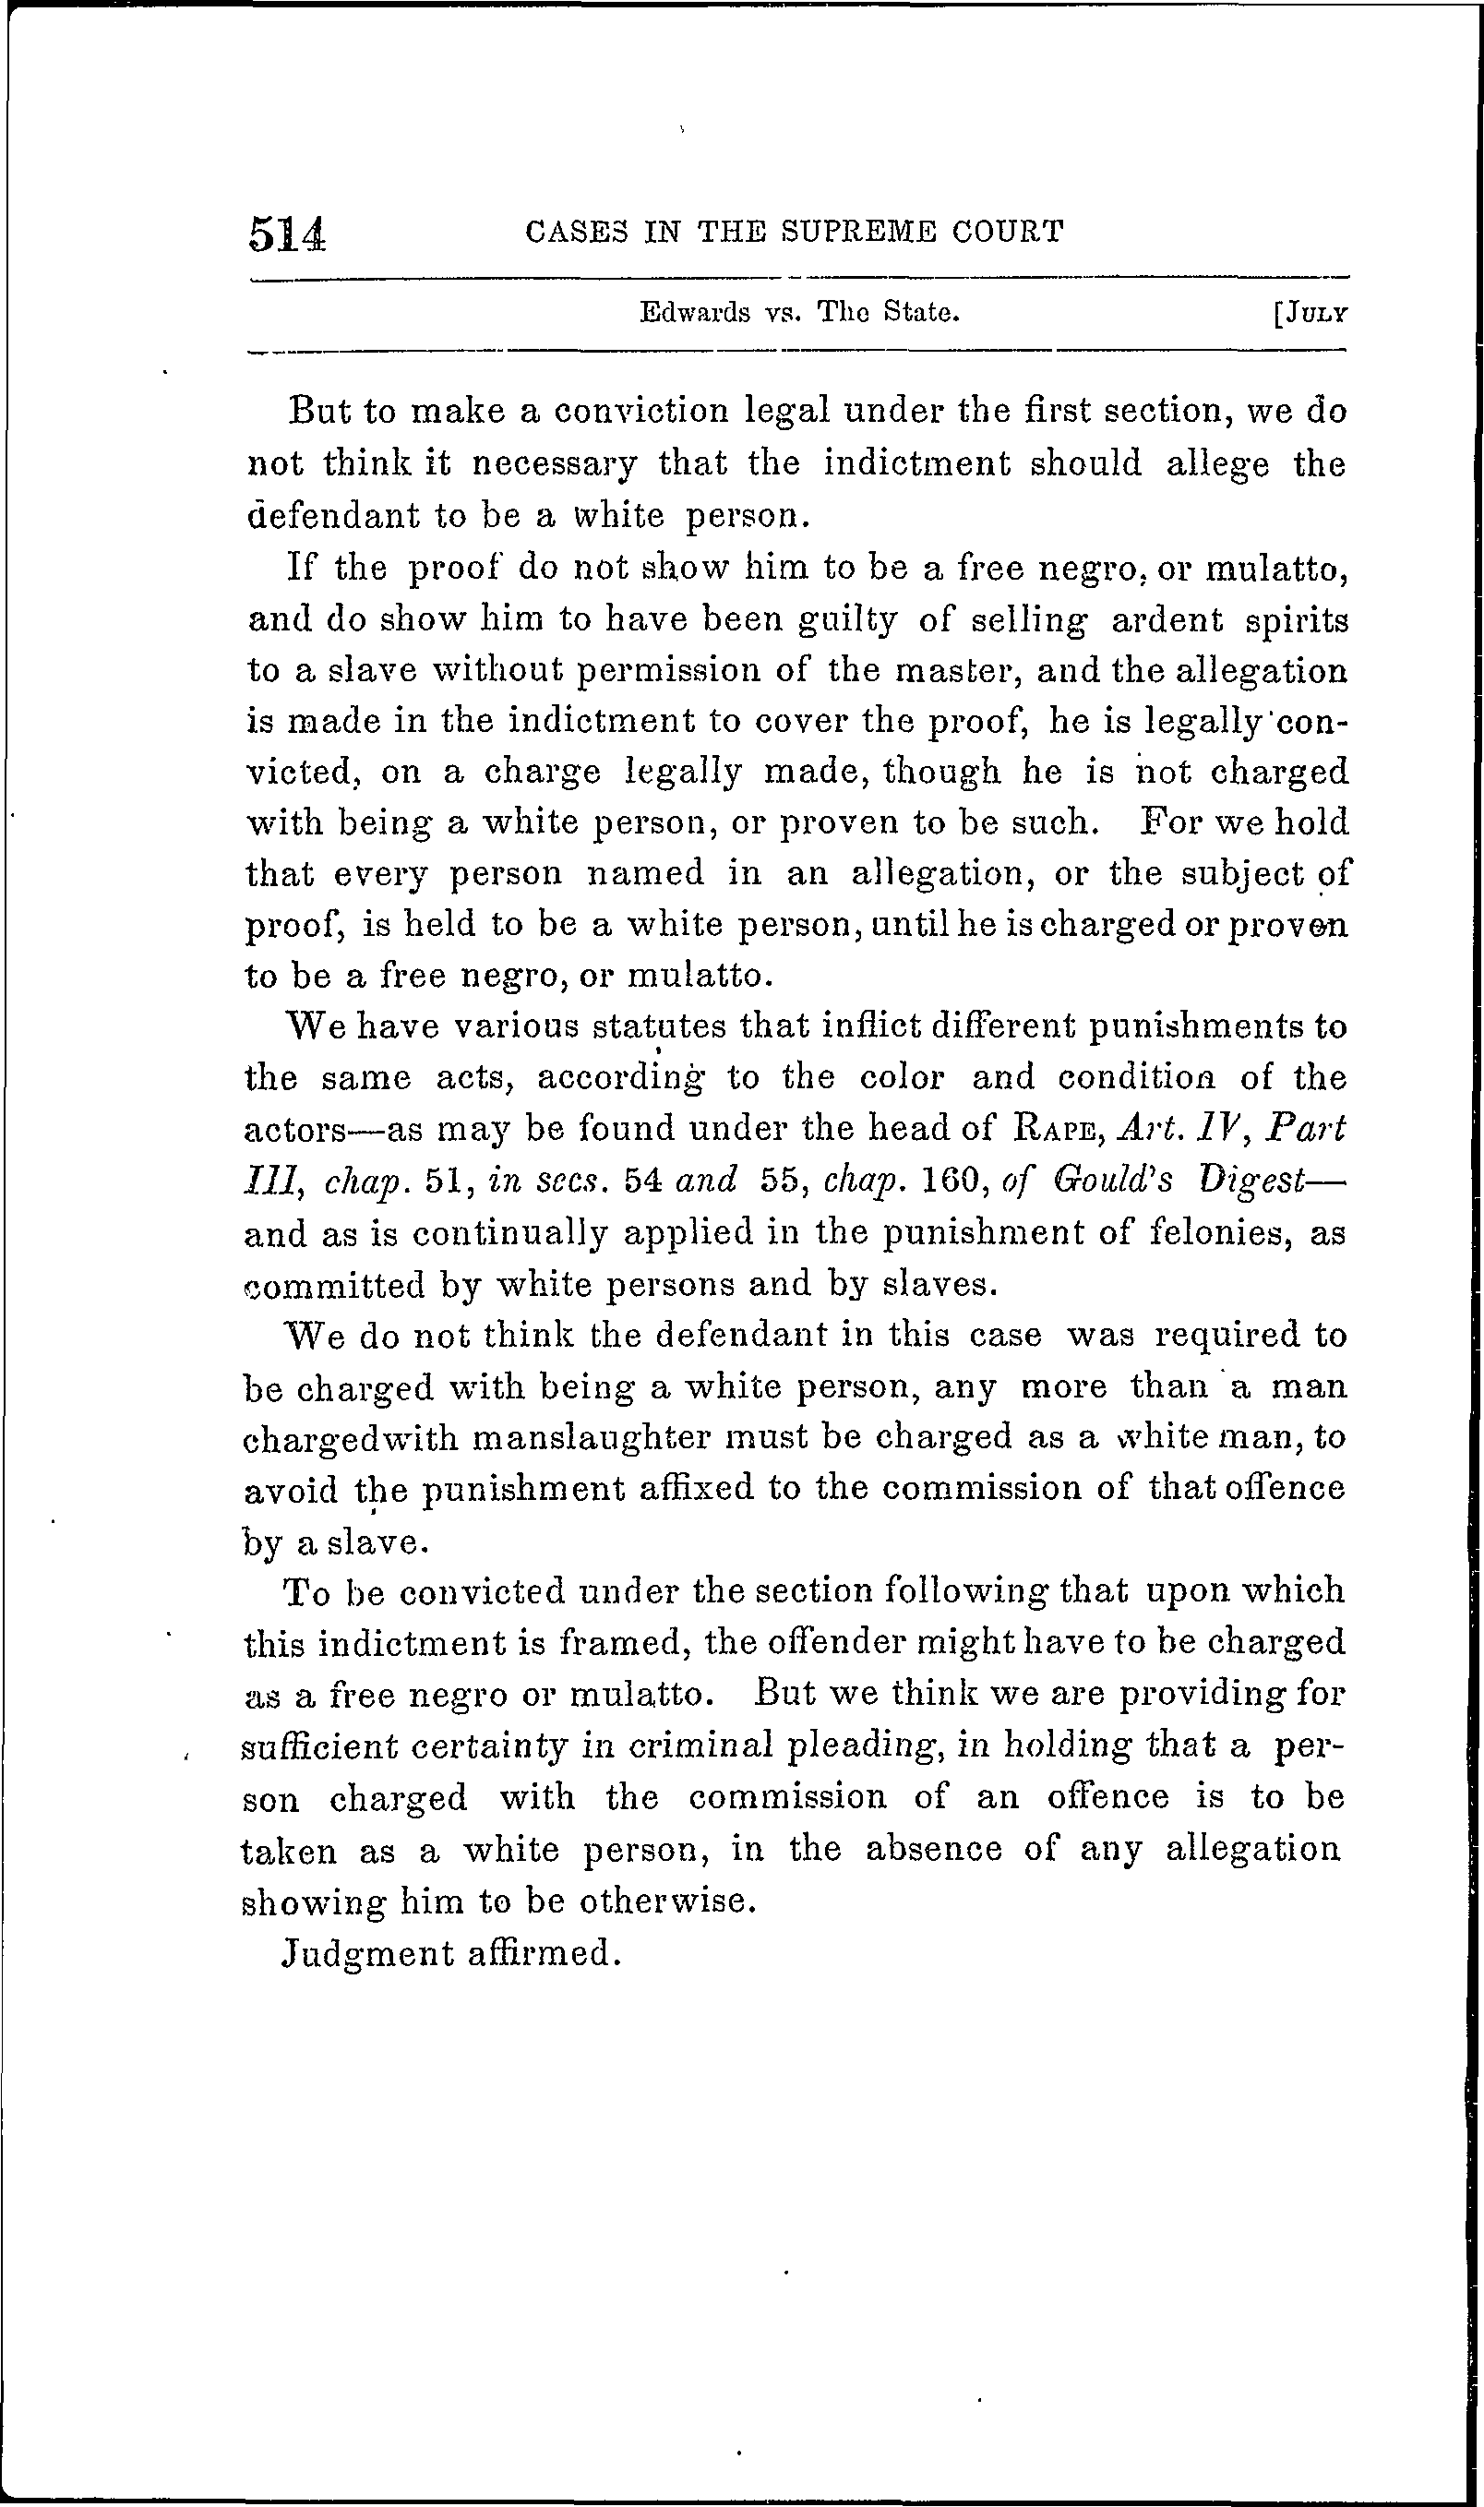 514 CASES IN THE SUPREME COURT
Edwards vs. The State. [JULY
But to make a conviction legal under the first section, we do
not think it necessary that the indictment should allege the
defendant to be a white person.
If the proof do not show him to be a free negro, or mulatto,
and do show him to have been guilty of selling ardent spirits
to a slave without permission of the master, and the allegation
is made in the indictment to cover the proof, he is legally con-
victed, on a charge legally made, though he is not charged
with being a white person, or proven to be such. For we hold
that every person named in an allegation, or the subject of
proof, is held to be a white person, until he is charged or proven
to be a free negro, or mulatto.
We have various statutes that inflict different punishments to
the same acts, according to the color and condition of the
actors—as may be found under the head of RAPE, Art. IV, Part
III, chap. 51, in secs. 54 and 55, chap. 160, of Gould's Digest—
and as is continually applied in the punishment of felonies, as
committed by white persons and by slaves.
We do not think the defendant in this case was required to
be charged with being a white person, any more than a man
chargedwith manslaughter must be charged as a white man, to
avoid the punishment affixed to the commission of that offence
by a slave.
To be convicted under the section following that upon which
this indictment is framed, the offender might have to be charged
as a free negro or mulatto. But we think we are providing for
sufficient certainty in criminal pleading, in holding that a per-
son charged with the commission of an offence is to be
taken as a white person, in the absence of any allegation
showing him to be otherwise.
Judgment affirmed.